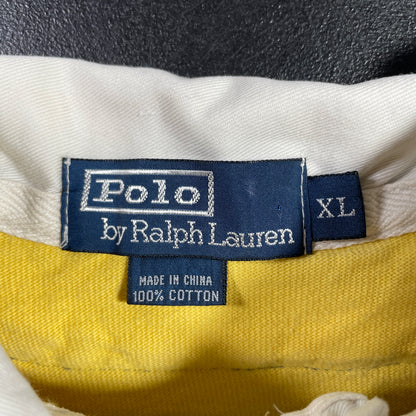 Polo
by Ralph Lauren
XL
MADE IN CHINA
100% COTTON